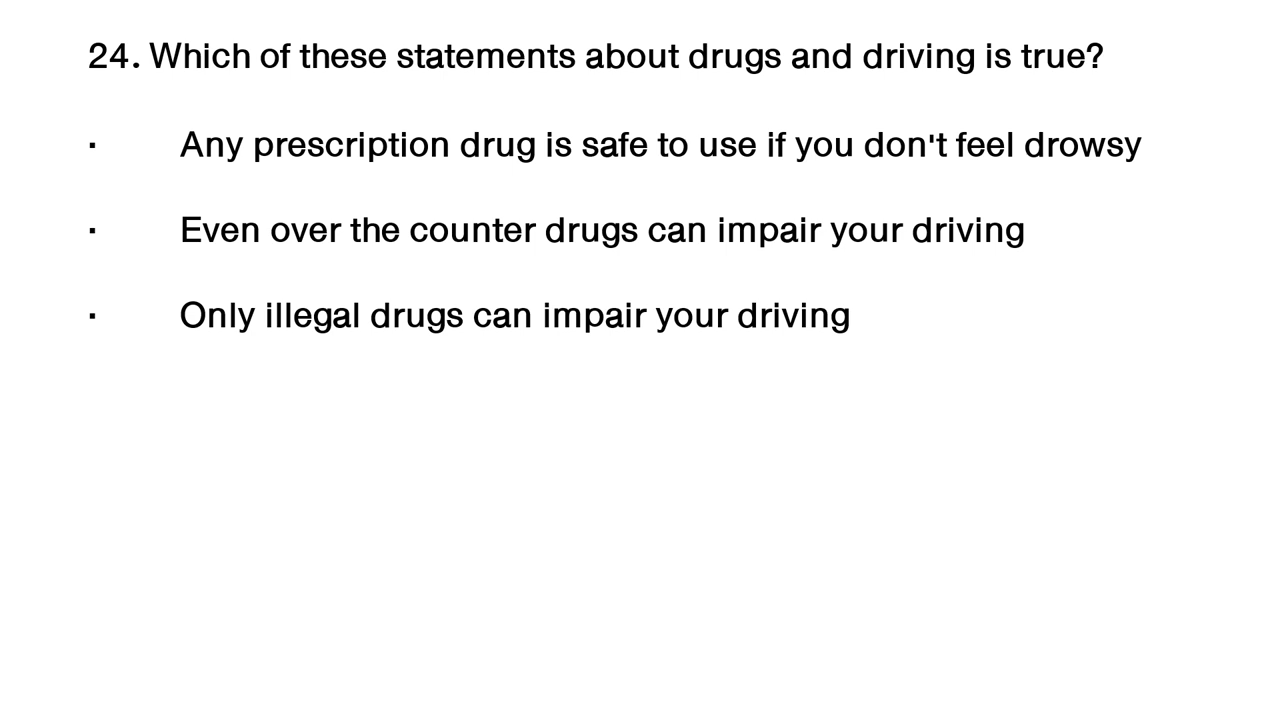 24. Which of these statements about drugs and driving is true?
· Any prescription drug is safe to use if you don't feel drowsy
· Even over the counter drugs can impair your driving
· Only illegal drugs can impair your driving